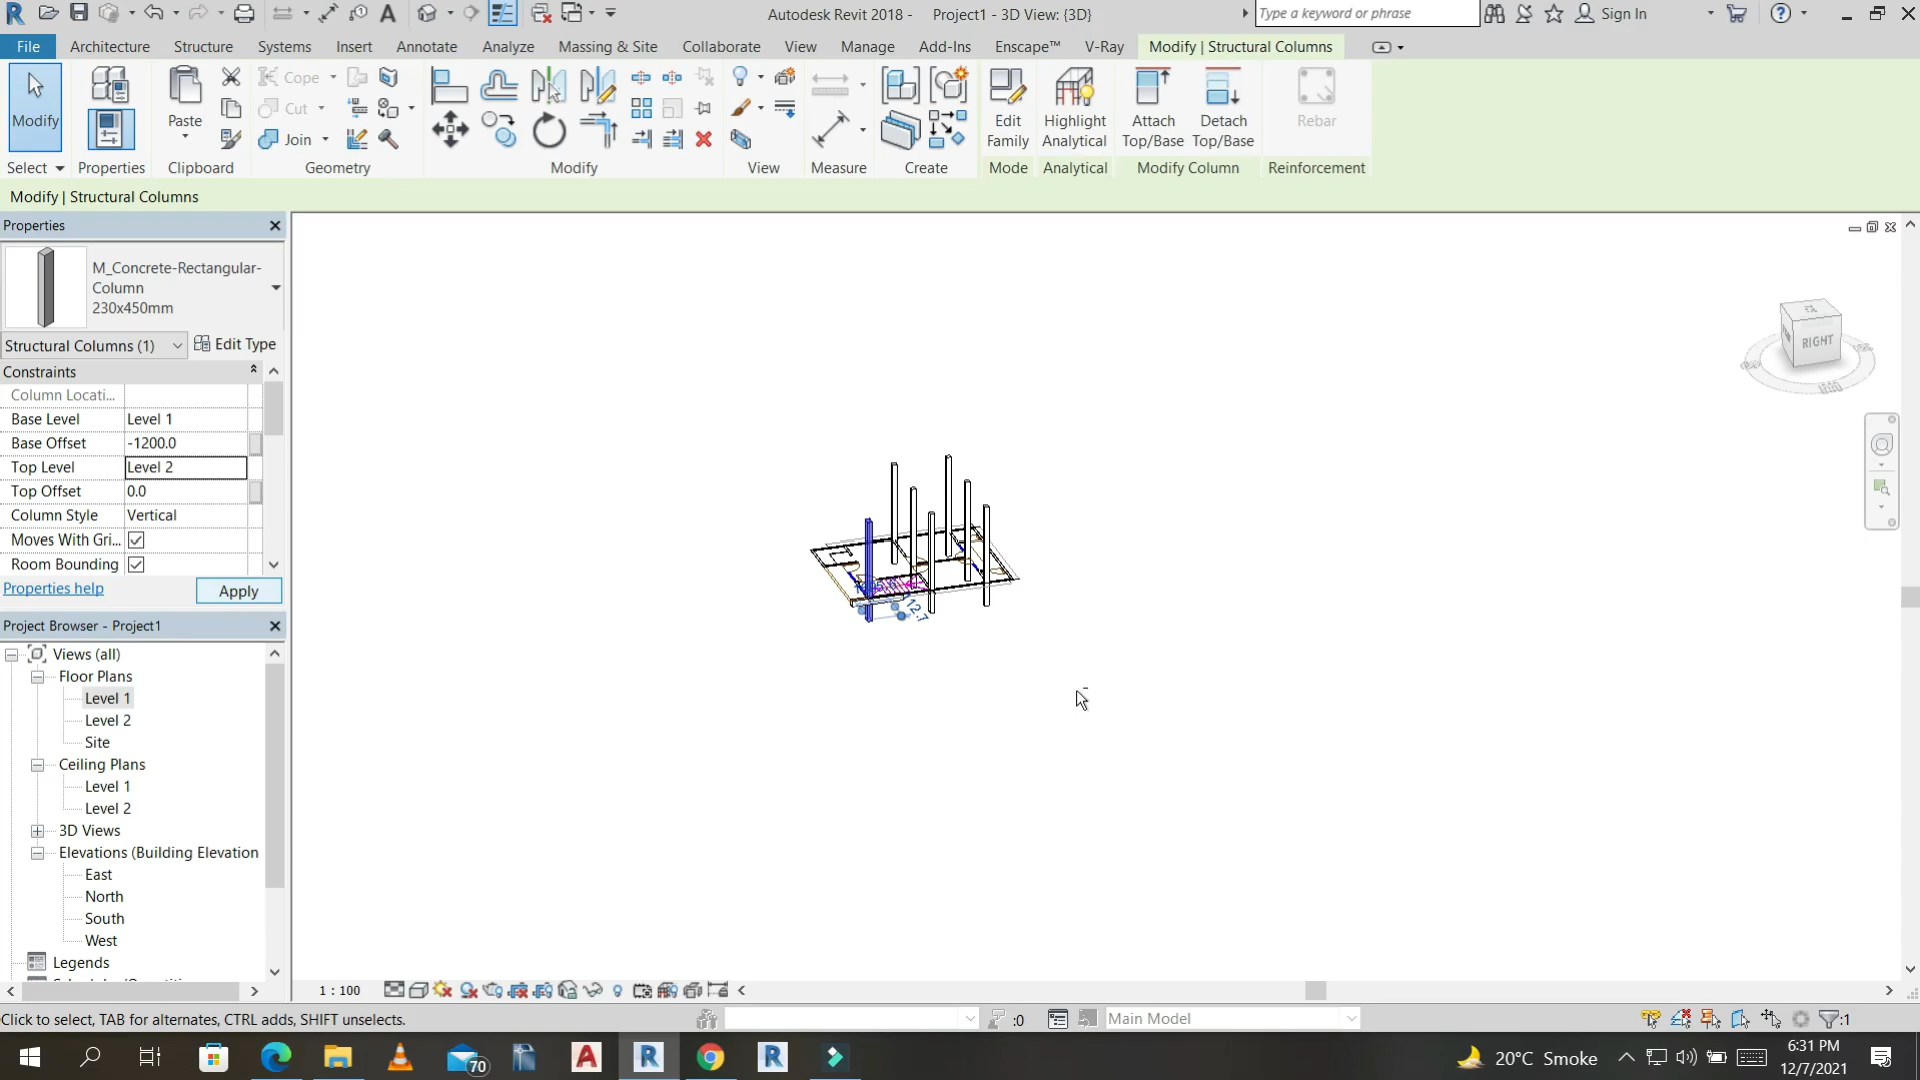 Autodesk Revit 2018 - Project1 - 3D View: {3D}
Type a keyword or phrase
Sign In
File Architecture Structure Systems Insert Annotate Analyze Massing & Site Collaborate View Manage Add-Ins Enscape™ V-Ray Modify | Structural Columns
Modify
Paste
Cope
Cut
Join
Edit Family
Highlight Analytical
Attach Top/Base
Detach Top/Base
Rebar
Select Properties Clipboard Geometry Modify View Measure Create Mode Analytical Modify Column Reinforcement
Modify | Structural Columns
Properties
M_Concrete-Rectangular-
Column
230x450mm
Structural Columns (1) Edit Type
Constraints
Column Locati...
Base Level Level 1
Base Offset -1200.0
Top Level Level 2
Top Offset 0.0
Column Style Vertical
Moves With Gri...
Room Bounding
Properties help Apply
Project Browser - Project1
Views (all)
Floor Plans
Level 1
Level 2
Site
Ceiling Plans
Level 1
Level 2
3D Views
Elevations (Building Elevation
East
North
South
West
Legends
RIGHT
12.7
1 : 100
Click to select, TAB for alternates, CTRL adds, SHIFT unselects.
:0
Main Model
:1
70
20°C Smoke
6:31 PM
12/7/2021